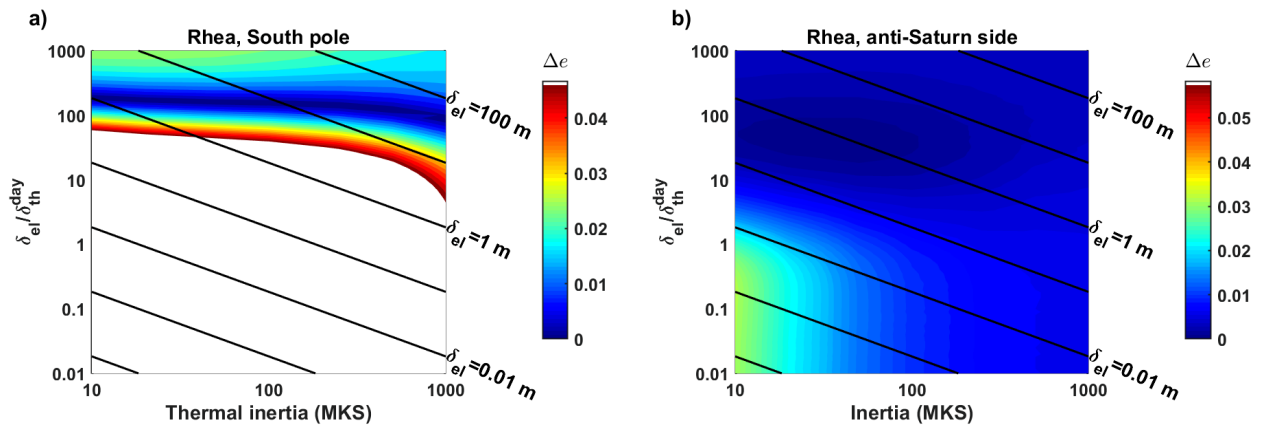 a)
Rhea, South pole
Δe
1000
100
10
1
0.1
0.01
δel/δthday
10
100
1000
Thermal inertia (MKS)
δel=100 m
δel=1 m
δel=0.01 m
0.04
0.03
0.02
0.01
0
b)
Rhea, anti-Saturn side
Δe
1000
100
10
1
0.1
0.01
δel/δthday
10
100
1000
Inertia (MKS)
δel=100 m
δel=1 m
δel=0.01 m
0.05
0.04
0.03
0.02
0.01
0